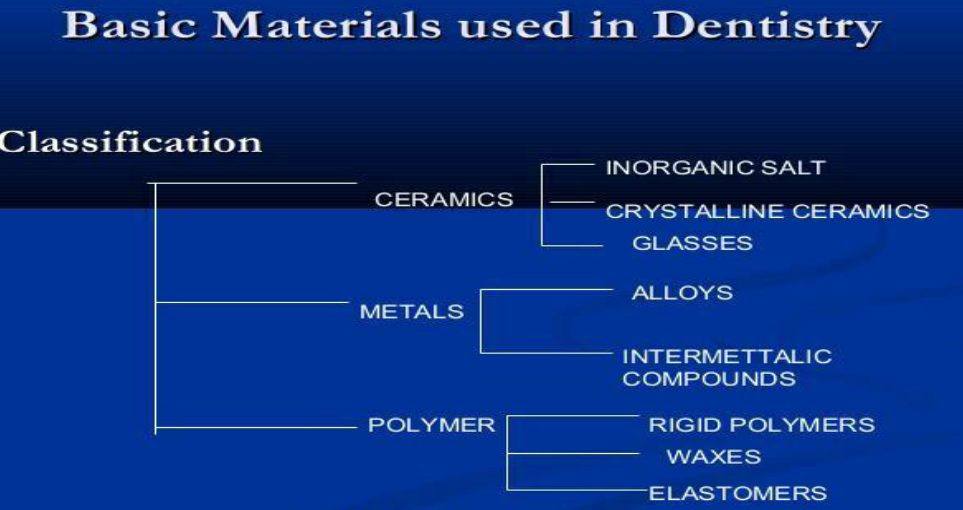 Basic Materials used in Dentistry
Classification
CERAMICS
INORGANIC SALT
CRYSTALLINE CERAMICS
GLASSES
METALS
ALLOYS
INTERMETTALIC
COMPOUNDS
POLYMER
RIGID POLYMERS
WAXES
ELASTOMERS